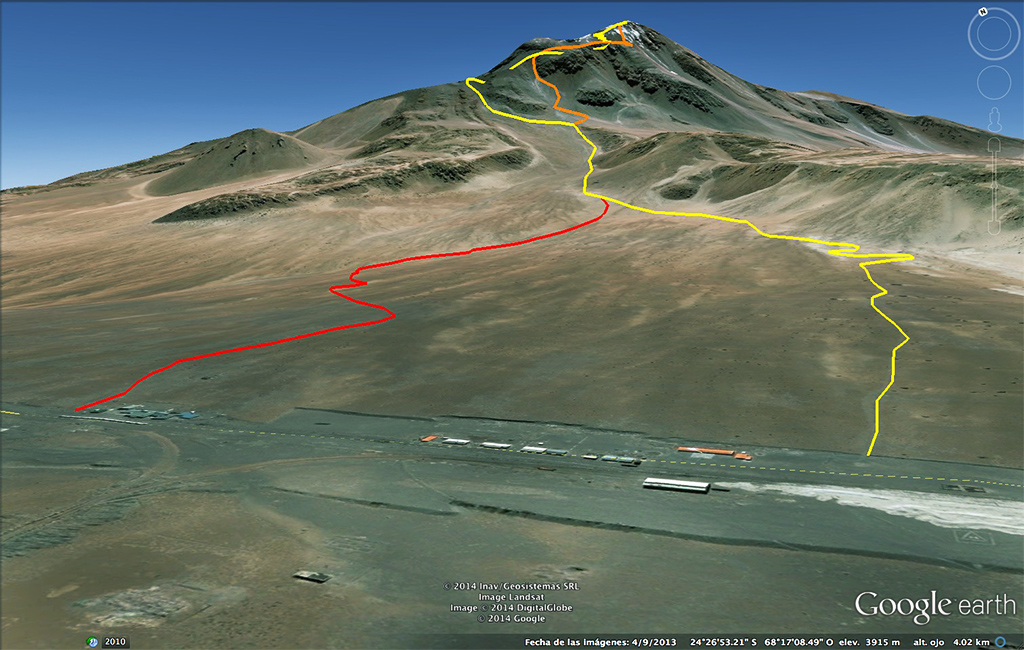 N
© 2014 Inav/Geosistemas SRL
Image Landsat
Image © 2014 DigitalGlobe
© 2014 Google
Google earth
2010
Fecha de las imágenes: 4/9/2013 24°26'53.21" S 68°17'08.49" O elev. 3915 m alt. ojo 4.02 km